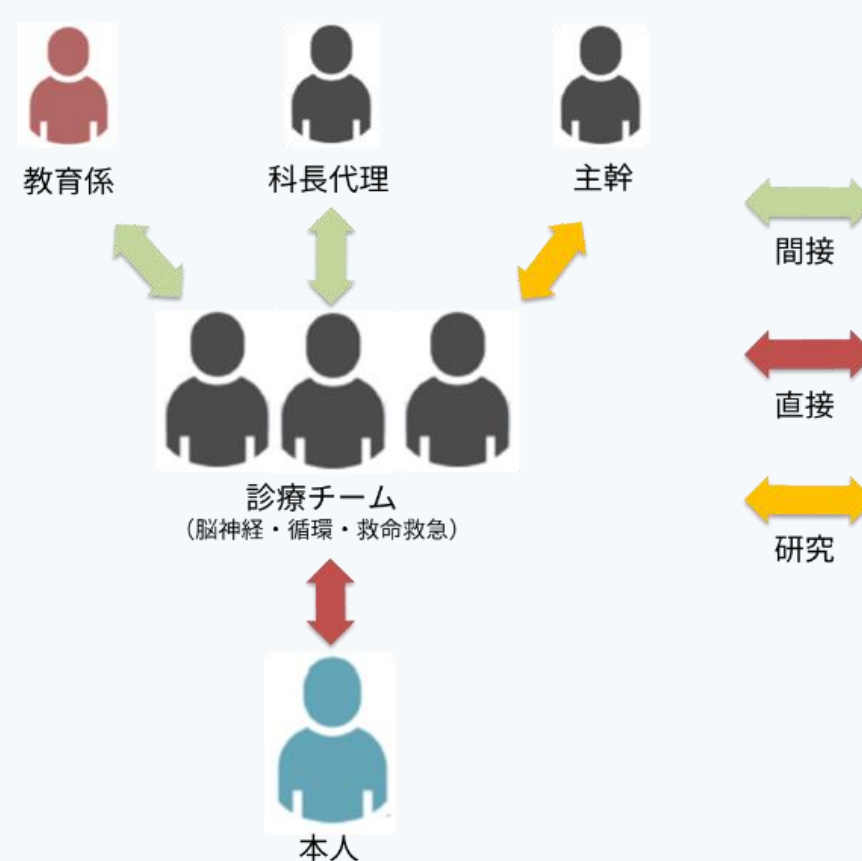 教育係
科長代理
主幹
間接
直接
診療チーム
（脳神経・循環・救命救急）
研究
本人